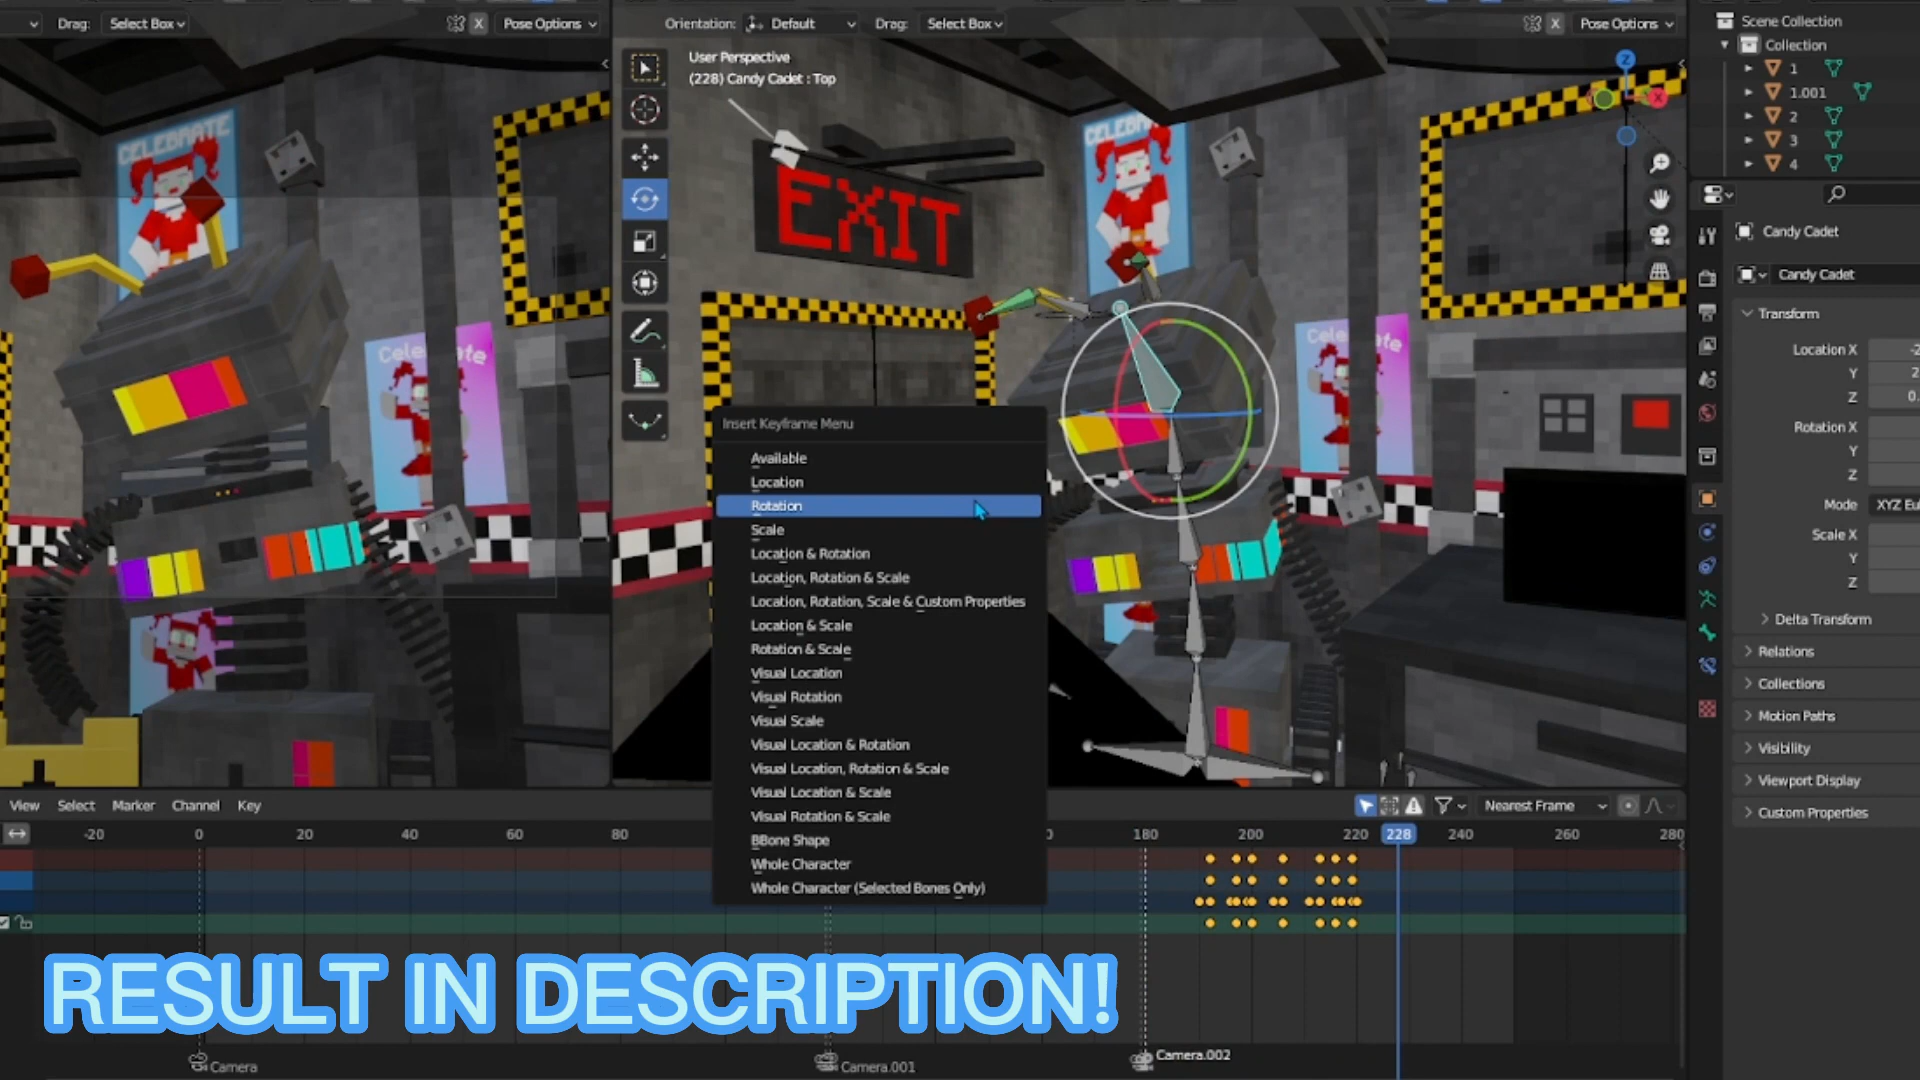 Drag: Select Box
X Pose Options
Orientation: Default Drag: Select Box
X Pose Options
User Perspective
(228) Candy Cadet : Top
Z
X
CELEBRATE
EXIT
Celebrate
Celebrate
Insert Keyframe Menu
Available
Location
Rotation
Scale
Location & Rotation
Location, Rotation & Scale
Location, Rotation, Scale & Custom Properties
Location & Scale
Rotation & Scale
Visual Location
Visual Rotation
Visual Scale
Visual Location & Rotation
Visual Location, Rotation & Scale
Visual Location & Scale
Visual Rotation & Scale
BBone Shape
Whole Character
Whole Character (Selected Bones Only)
Scene Collection
Collection
1
1.001
2
3
4
Candy Cadet
Candy Cadet
Transform
Location X
Y 2
Z 0.
Rotation X
Y
Z
Mode
Scale X
Y
Z
Delta Transform
Relations
Collections
Motion Paths
Visibility
Viewport Display
Custom Properties
View Select Marker Channel Key
Nearest Frame
-20 0 20 40 60 80 180 200 220 228 240 260 280
RESULT IN DESCRIPTION!
Camera Camera.001 Camera.002